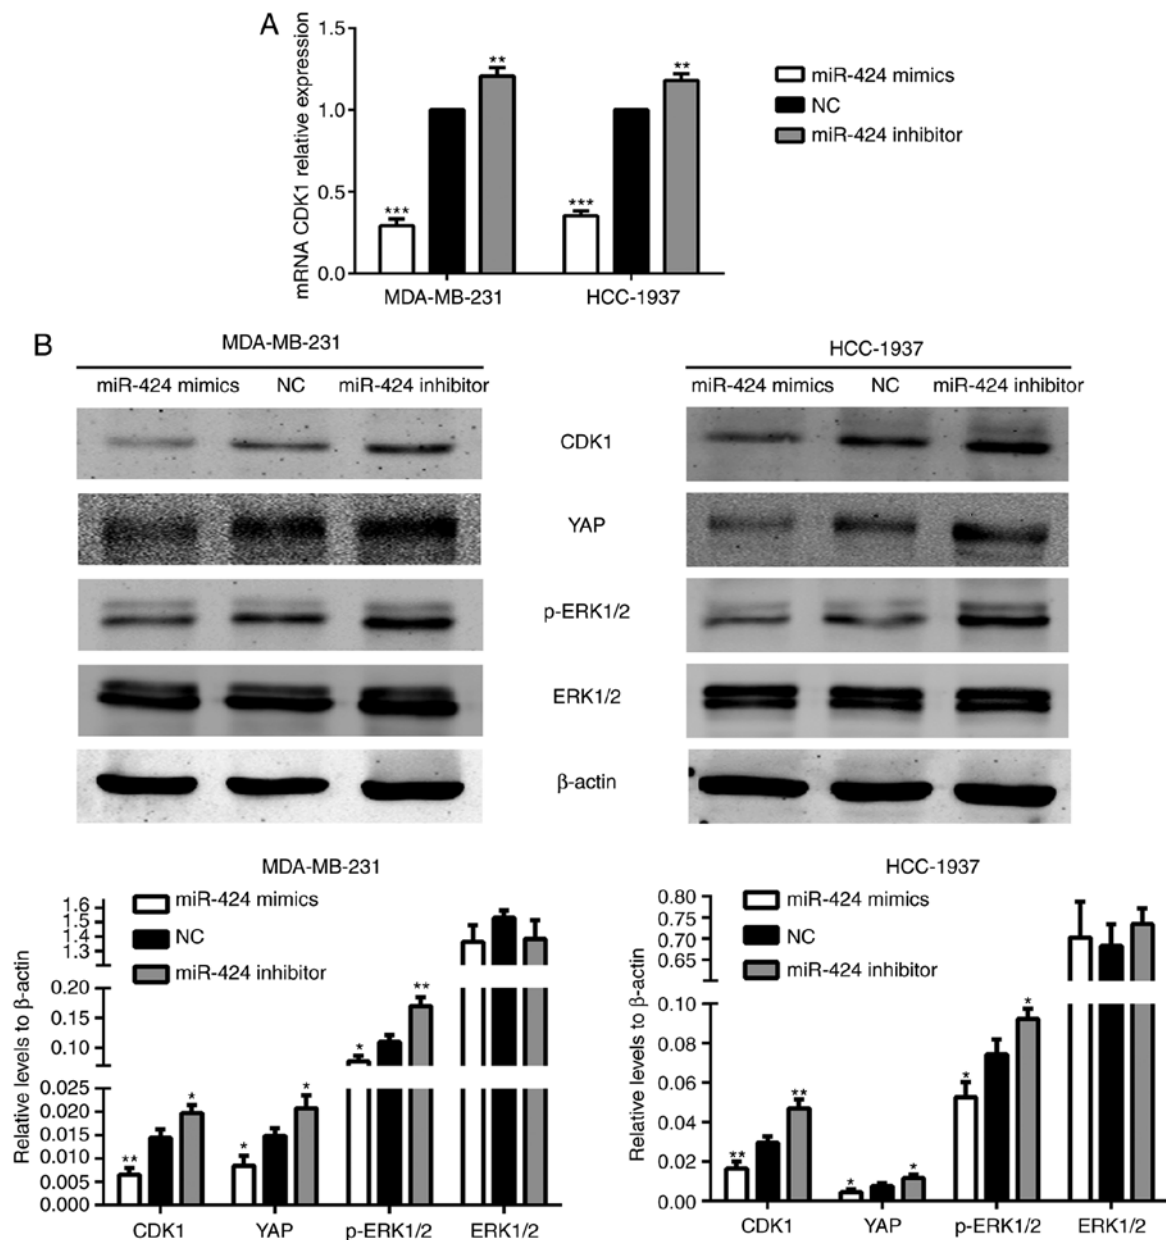 A
mRNA CDK1 relative expression
1.5
1.0
0.5
0.0
** **
*** ***
MDA-MB-231 HCC-1937
miR-424 mimics
NC
miR-424 inhibitor
B
MDA-MB-231 HCC-1937
miR-424 mimics NC miR-424 inhibitor miR-424 mimics NC miR-424 inhibitor
CDK1
YAP
p-ERK1/2
ERK1/2
β-actin
MDA-MB-231
miR-424 mimics
NC
miR-424 inhibitor
Relative levels to β-actin
1.6
1.5
1.4
1.3
0.20
0.15
0.10
0.025
0.020
0.015
0.010
0.005
0.000
** * * * * **
CDK1 YAP p-ERK1/2 ERK1/2
HCC-1937
miR-424 mimics
NC
miR-424 inhibitor
Relative levels to β-actin
0.80
0.75
0.70
0.65
0.10
0.08
0.06
0.04
0.02
0.00
** ** * * * *
CDK1 YAP p-ERK1/2 ERK1/2